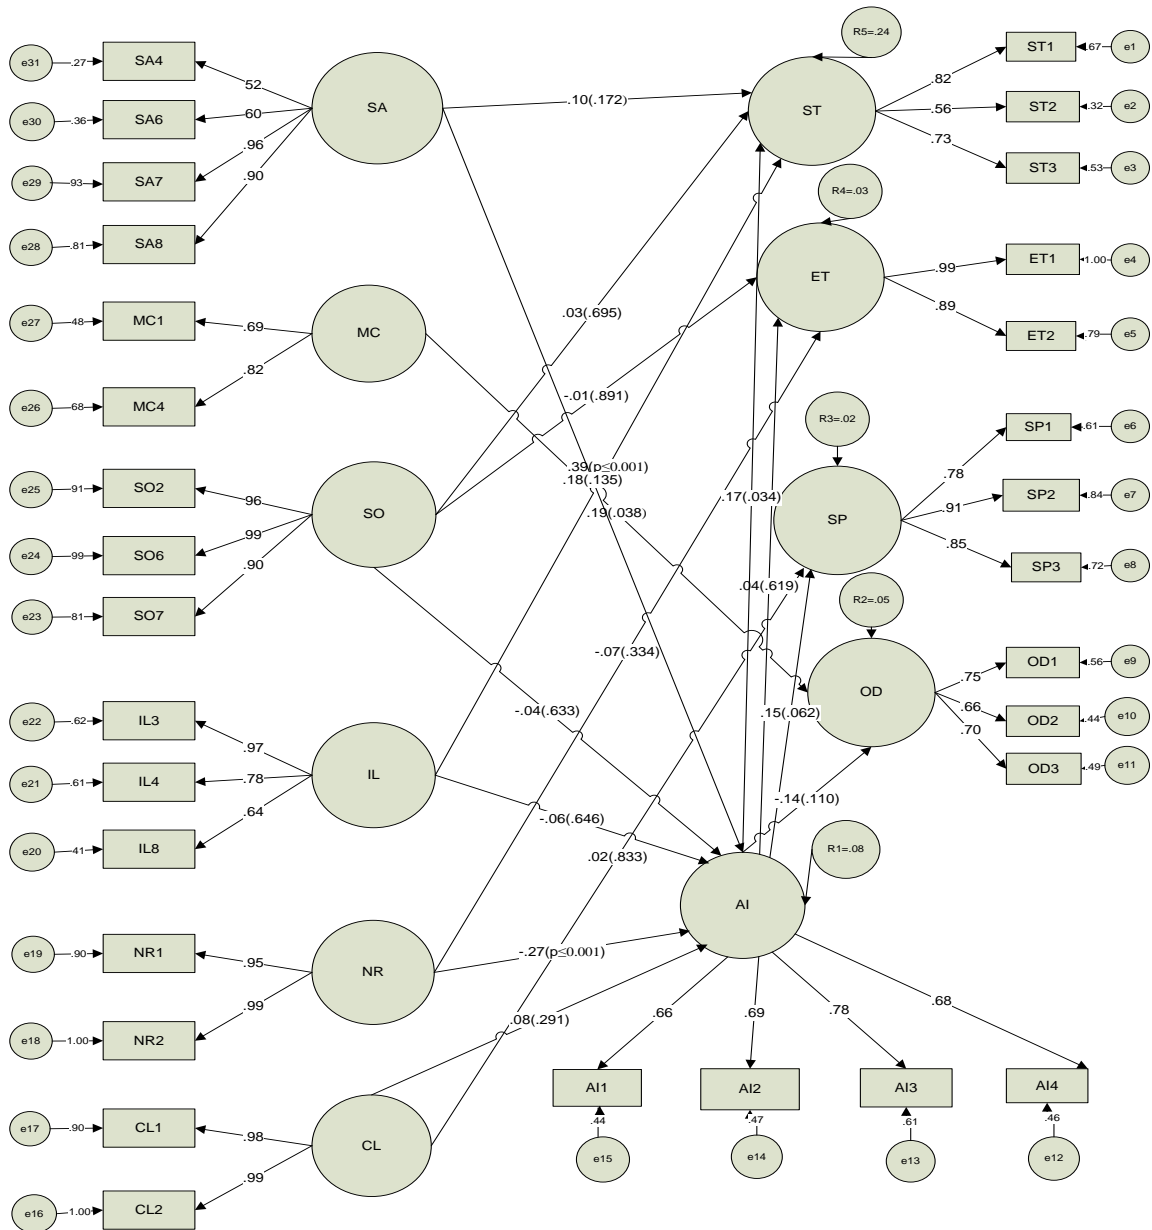 R5=.24
e31
.27
SA4
.52
SA
.10(.172)
ST
.82
ST1
.67
e1
e30
.36
SA6
.60
.56
ST2
.32
e2
e29
.93
SA7
.96
.73
ST3
.53
e3
.90
R4=.03
e28
.81
SA8
ET
.99
ET1
1.00
e4
e27
.48
MC1
.69
MC
.03(.695)
.89
ET2
.79
e5
.82
-.01(.891)
e26
.68
MC4
R3=.02
SP1
.61
e6
.39(p≤0.001)
.18(.135)
.78
e25
.91
SO2
.96
SO
.19(.038)
.17(.034)
SP
.91
SP2
.84
e7
e24
.99
SO6
.99
.85
SP3
.72
e8
.90
.04(.619)
R2=.05
e23
.81
SO7
-.07(.334)
OD
.75
OD1
.56
e9
e22
.62
IL3
-.04(.633)
.15(.062)
.66
OD2
.44
e10
.97
.70
e21
.61
IL4
.78
IL
OD3
.49
e11
.64
-.06(.646)
-.14(.110)
e20
.41
IL8
.02(.833)
R1=.08
AI
e19
.90
NR1
.95
NR
-.27(p≤0.001)
.99
.08(.291)
.66
.69
.78
.68
e18
1.00
NR2
AI1
AI2
AI3
AI4
e17
.90
CL1
.98
CL
.44
.47
.61
.46
.99
e15
e14
e13
e12
e16
1.00
CL2